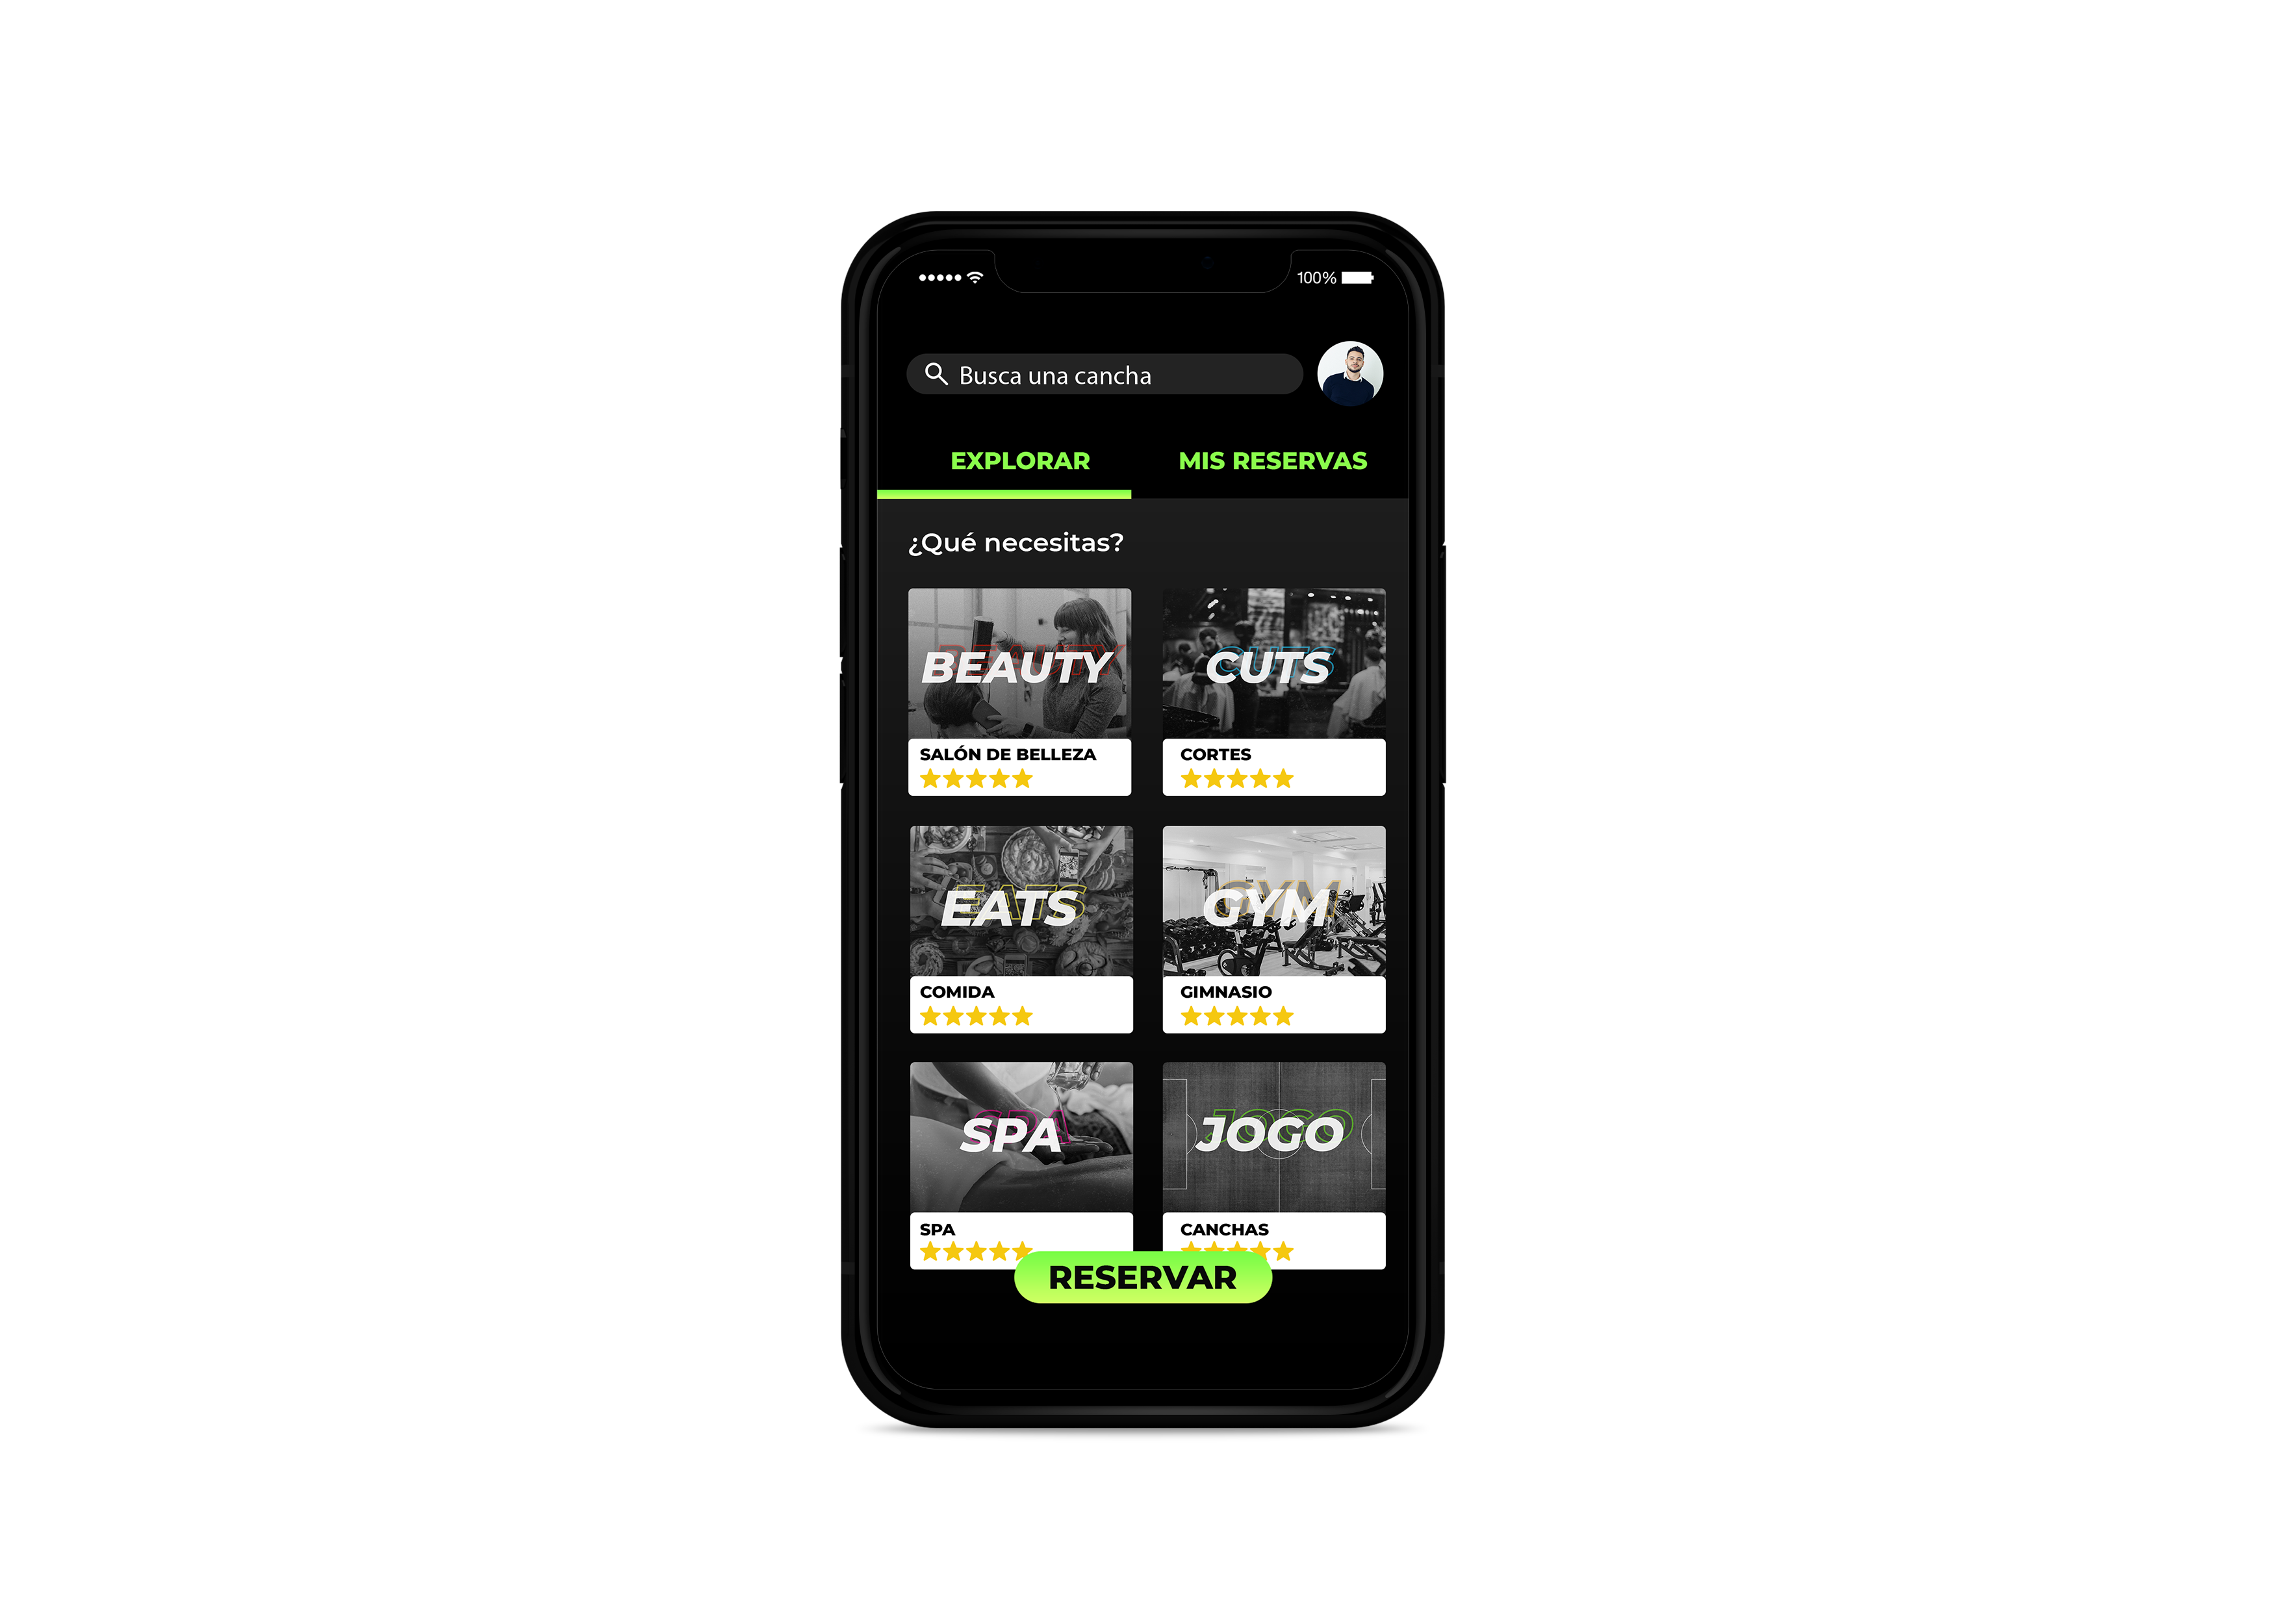 100%
Busca una cancha
EXPLORAR
MIS RESERVAS
¿Qué necesitas?
BEAUTY
CUTS
SALÓN DE BELLEZA
CORTES
EATS
GYM
COMIDA
GIMNASIO
SPA
JOGO
SPA
CANCHAS
RESERVAR